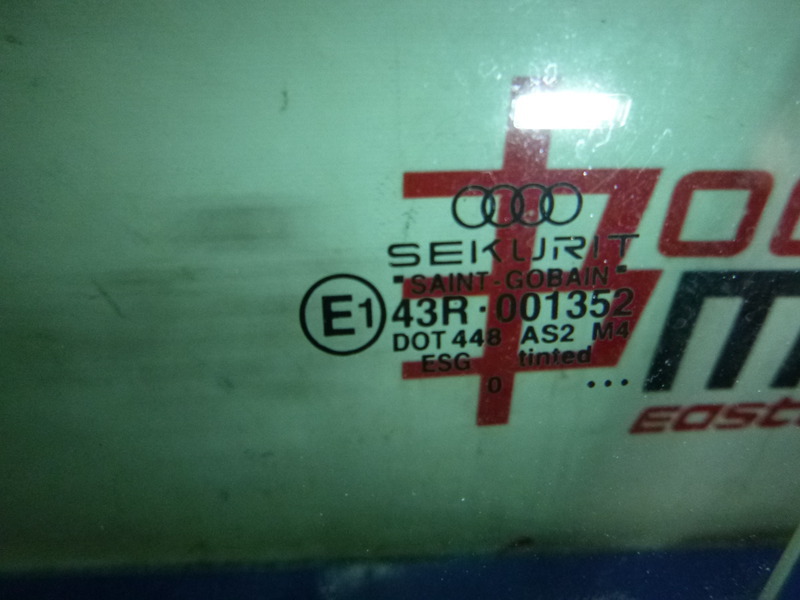 SEKURIT
"SAINT-GOBAIN"
E1 43R·001352
DOT 448 AS2 M4
ESG tinted
0 ...